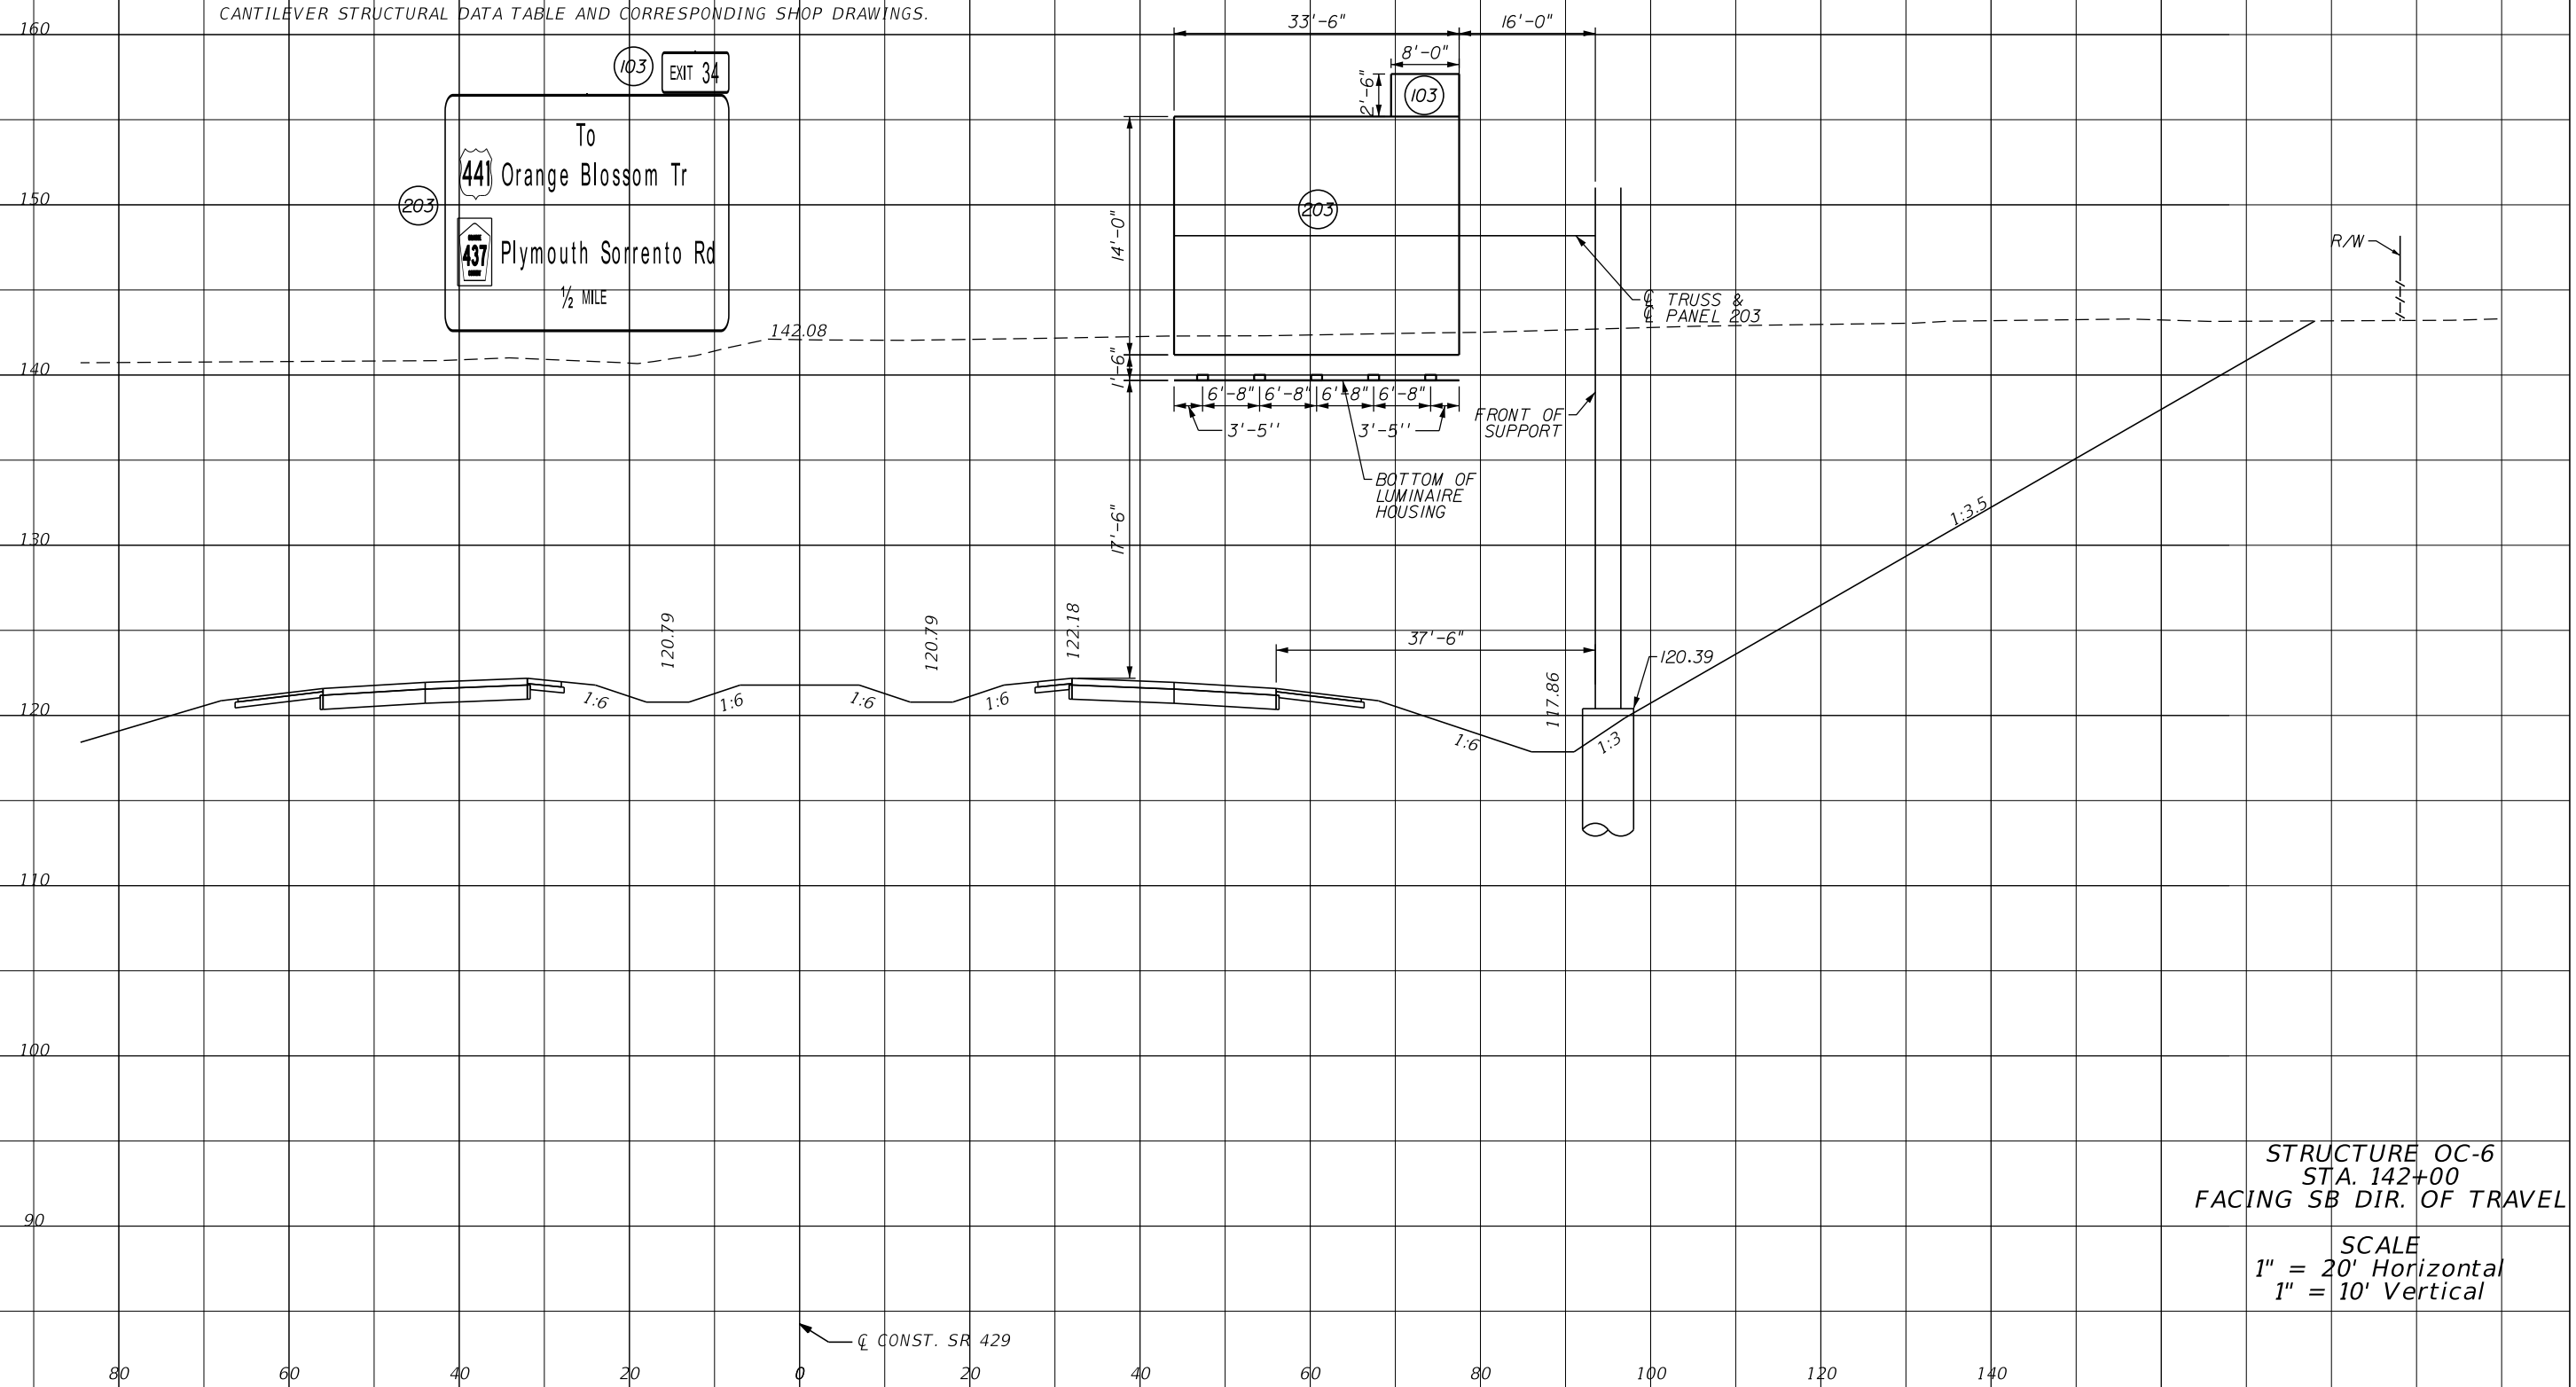 CANTILEVER STRUCTURAL DATA TABLE AND CORRESPONDING SHOP DRAWINGS.
160
150
140
130
120
110
100
90
103
EXIT 34
203
To
441 Orange Blossom Tr
437 Plymouth Sorrento Rd
1/2 MILE
33'-6"
16'-0"
8'-0"
2'-6"
103
203
14'-0"
1'-6"
17'-6"
℄ TRUSS &
℄ PANEL 203
R/W
142.08
6'-8" 6'-8" 6'-8" 6'-8"
3'-5''
3'-5''
FRONT OF
SUPPORT
BOTTOM OF
LUMINAIRE
HOUSING
1:3.5
120.79
120.79
122.18
37'-6"
120.39
117.86
1:6
1:6
1:6
1:6
1:6
1:3
STRUCTURE OC-6
STA. 142+00
FACING SB DIR. OF TRAVEL
SCALE
1" = 20' Horizontal
1" = 10' Vertical
℄ CONST. SR 429
80 60 40 20 0 20 40 60 80 100 120 140